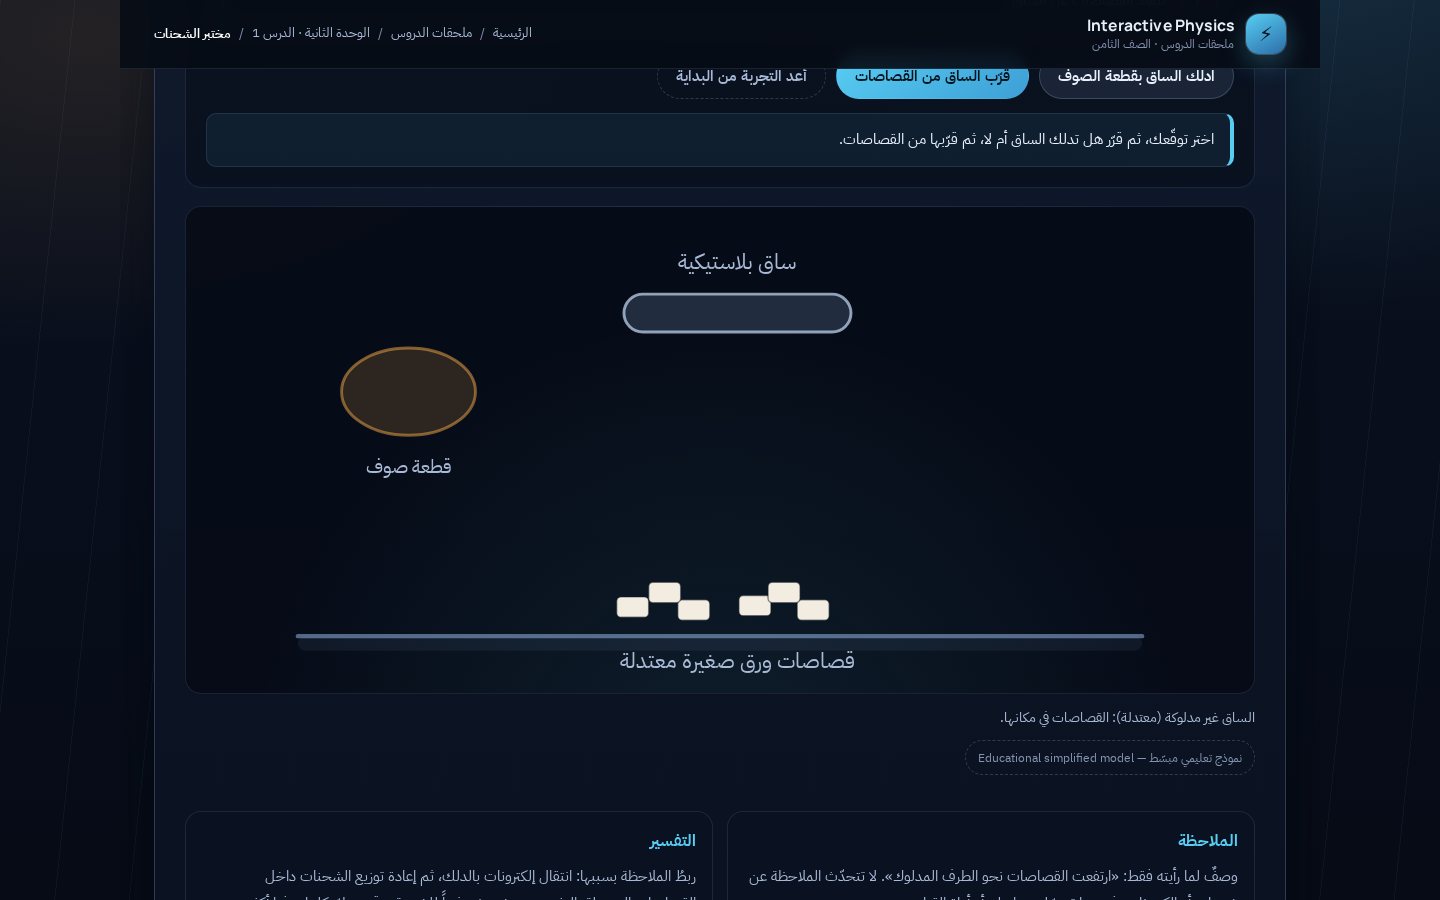 Interactive Physics
ملحقات الدروس · الصف الثامن
الرئيسية / ملحقات الدروس / الوحدة الثانية · الدرس 1 / مختبر الشحنات
ادلك الساق بقطعة الصوف
قرّب الساق من القصاصات
أعد التجربة من البداية
اختر توقّعك، ثم قرّر هل تدلك الساق أم لا، ثم قرّبها من القصاصات.
ساق بلاستيكية
قطعة صوف
قصاصات ورق صغيرة معتدلة
الساق غير مدلوكة (معتدلة): القصاصات في مكانها.
نموذج تعليمي مبسّط — Educational simplified model
الملاحظة
وصفٌ لما رأيته فقط: «ارتفعت القصاصات نحو الطرف المدلوك». لا تتحدّث الملاحظة عن
التفسير
ربطُ الملاحظة بسببها: انتقال إلكترونات بالدلك، ثم إعادة توزيع الشحنات داخل